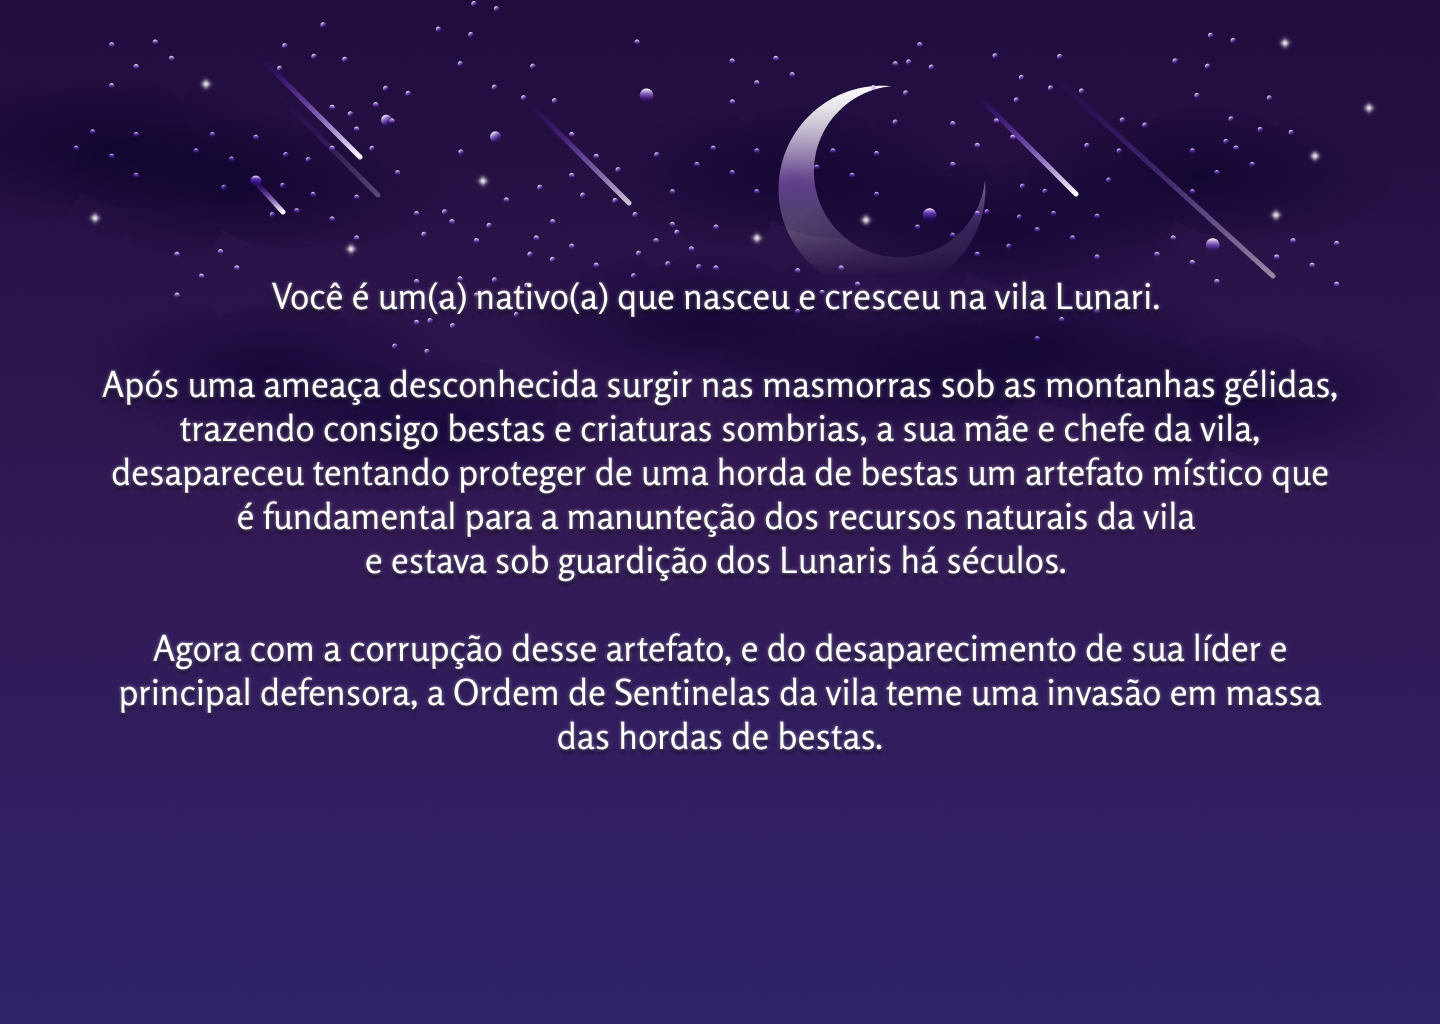 Você é um(a) nativo(a) que nasceu e cresceu na vila Lunari.
Após uma ameaça desconhecida surgir nas masmorras sob as montanhas gélidas,
trazendo consigo bestas e criaturas sombrias, a sua mãe e chefe da vila,
desapareceu tentando proteger de uma horda de bestas um artefato místico que
é fundamental para a manunteção dos recursos naturais da vila
e estava sob guardição dos Lunaris há séculos.
Agora com a corrupção desse artefato, e do desaparecimento de sua líder e
principal defensora, a Ordem de Sentinelas da vila teme uma invasão em massa
das hordas de bestas.